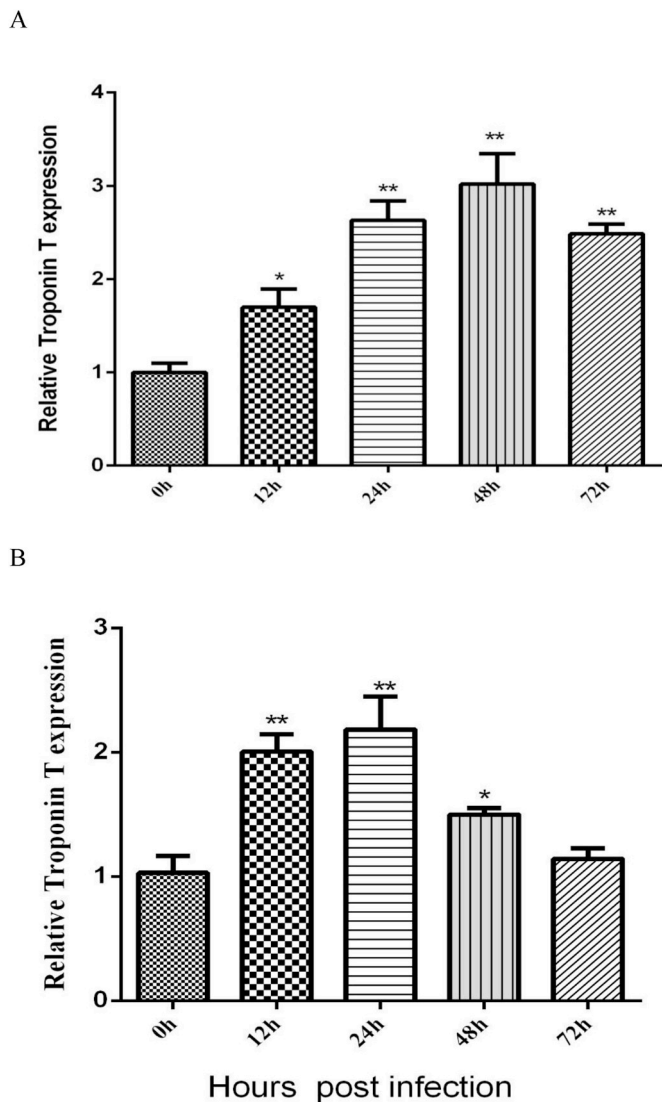 A
Relative Troponin T expression
4
**
**
**
3
*
2
1
0
0h
12h
24h
48h
72h
B
Relative Troponin T expression
3
**
**
2
*
1
0
0h
12h
24h
48h
72h
Hours post infection